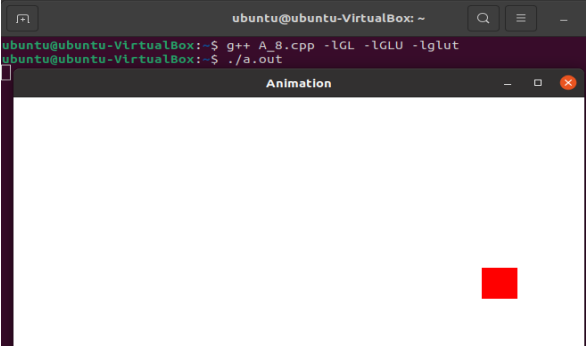 ubuntu@ubuntu-VirtualBox: ~
ubuntu@ubuntu-VirtualBox:~$ g++ A_8.cpp -lGL -lGLU -lglut
ubuntu@ubuntu-VirtualBox:~$ ./a.out
Animation